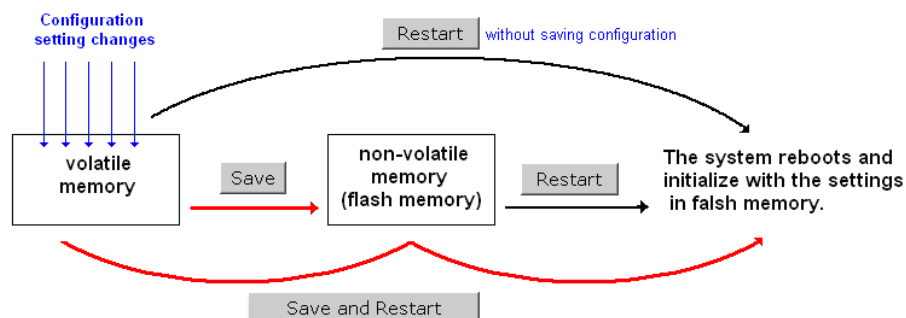 Configuration
setting changes
Restart without saving configuration
volatile
memory
Save
non-volatile
memory
(flash memory)
Restart
The system reboots and
initialize with the settings
in falsh memory.
Save and Restart